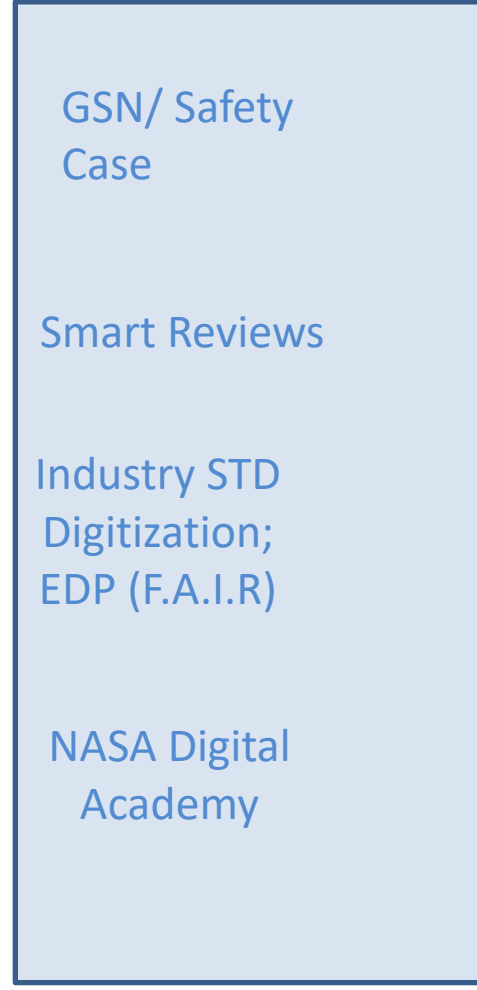 GSN/ Safety
Case
Smart Reviews
Industry STD
Digitization;
EDP (F.A.I.R)
NASA Digital
Academy